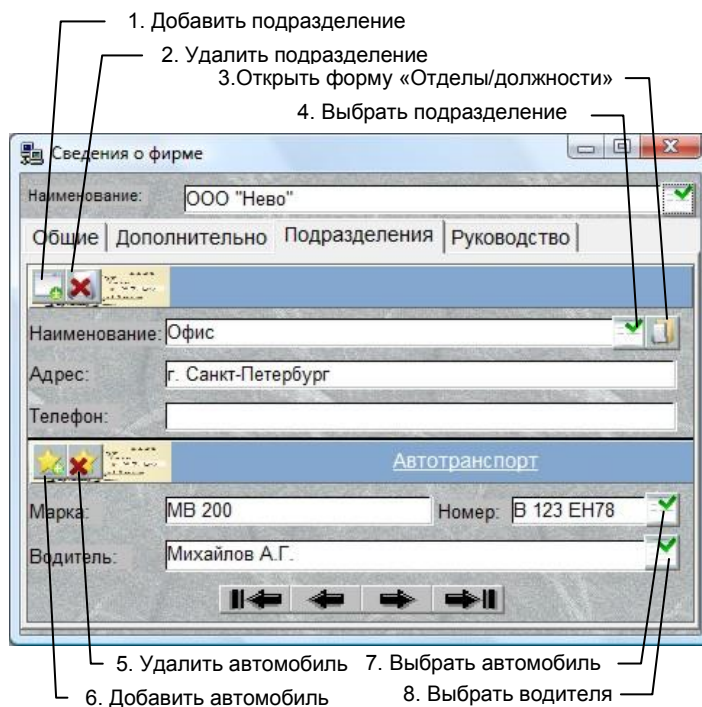 1. Добавить подразделение
2. Удалить подразделение
3.Открыть форму «Отделы/должности»
4. Выбрать подразделение
Сведения о фирме
Наименование: ООО "Нево"
Общие Дополнительно Подразделения Руководство
Наименование: Офис
Адрес: г. Санкт-Петербург
Телефон:
Автотранспорт
Марка: МВ 200 Номер: В 123 ЕН78
Водитель: Михайлов А.Г.
5. Удалить автомобиль 7. Выбрать автомобиль
6. Добавить автомобиль 8. Выбрать водителя